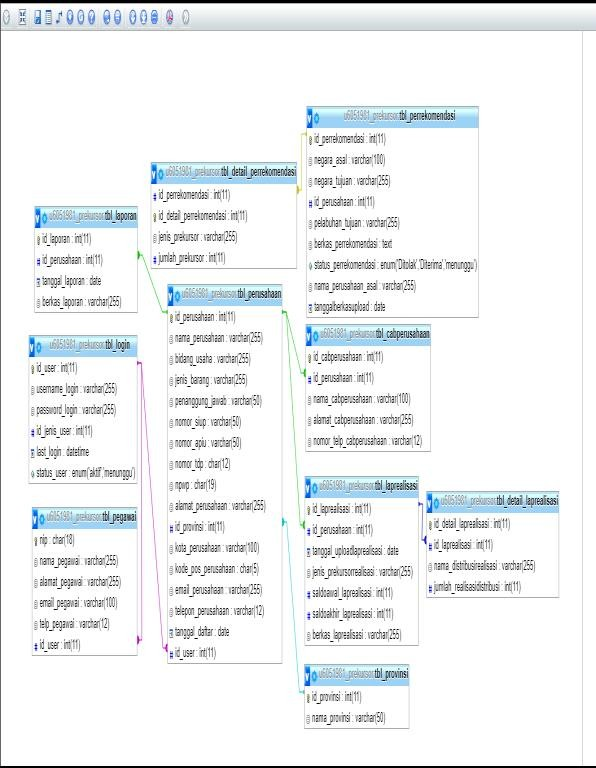 u6051981_prekursor.tbl_perrekomendasi
id_perrekomendasi : int(11)
negara_asal : varchar(100)
negara_tujuan : varchar(255)
id_perusahaan : int(11)
pelabuhan_tujuan : varchar(255)
berkas_perrekomendasi : text
status_perrekomendasi : enum('Ditolak','Diterima','menunggu')
nama_perusahaan_asal : varchar(255)
tanggalberkasupload : date
u6051981_prekursor.tbl_detail_perrekomendasi
id_perrekomendasi : int(11)
id_detail_perrekomendasi : int(11)
jenis_prekursor : varchar(255)
jumlah_prekursor : int(11)
u6051981_prekursor.tbl_laporan
id_laporan : int(11)
id_perusahaan : int(11)
tanggal_laporan : date
berkas_laporan : varchar(255)
u6051981_prekursor.tbl_perusahaan
id_perusahaan : int(11)
nama_perusahaan : varchar(255)
bidang_usaha : varchar(255)
jenis_barang : varchar(255)
penanggung_jawab : varchar(50)
nomor_siup : varchar(50)
nomor_apiu : varchar(50)
nomor_tdp : char(12)
npwp : char(19)
alamat_perusahaan : varchar(255)
id_provinsi : int(11)
kota_perusahaan : varchar(100)
kode_pos_perusahaan : char(5)
email_perusahaan : varchar(255)
telepon_perusahaan : varchar(12)
tanggal_daftar : date
id_user : int(11)
u6051981_prekursor.tbl_cabperusahaan
id_cabperusahaan : int(11)
id_perusahaan : int(11)
nama_cabperusahaan : varchar(100)
alamat_cabperusahaan : varchar(255)
nomor_telp_cabperusahaan : varchar(12)
u6051981_prekursor.tbl_login
id_user : int(11)
username_login : varchar(255)
password_login : varchar(255)
id_jenis_user : int(11)
last_login : datetime
status_user : enum('aktif','menunggu')
u6051981_prekursor.tbl_laprealisasi
id_laprealisasi : int(11)
id_perusahaan : int(11)
tanggal_uploadlaprealisasi : date
jenis_prekursorrealisasi : varchar(255)
saldoawal_laprealisasi : int(11)
saldoakhir_laprealisasi : int(11)
berkas_laprealisasi : varchar(255)
u6051981_prekursor.tbl_detail_laprealisasi
id_detail_laprealisasi : int(11)
id_laprealisasi : int(11)
nama_distribusirealisasi : varchar(255)
jumlah_realisasidistribusi : int(11)
u6051981_prekursor.tbl_pegawai
nip : char(18)
nama_pegawai : varchar(255)
alamat_pegawai : varchar(255)
email_pegawai : varchar(100)
telp_pegawai : varchar(12)
id_user : int(11)
u6051981_prekursor.tbl_provinsi
id_provinsi : int(11)
nama_provinsi : varchar(50)